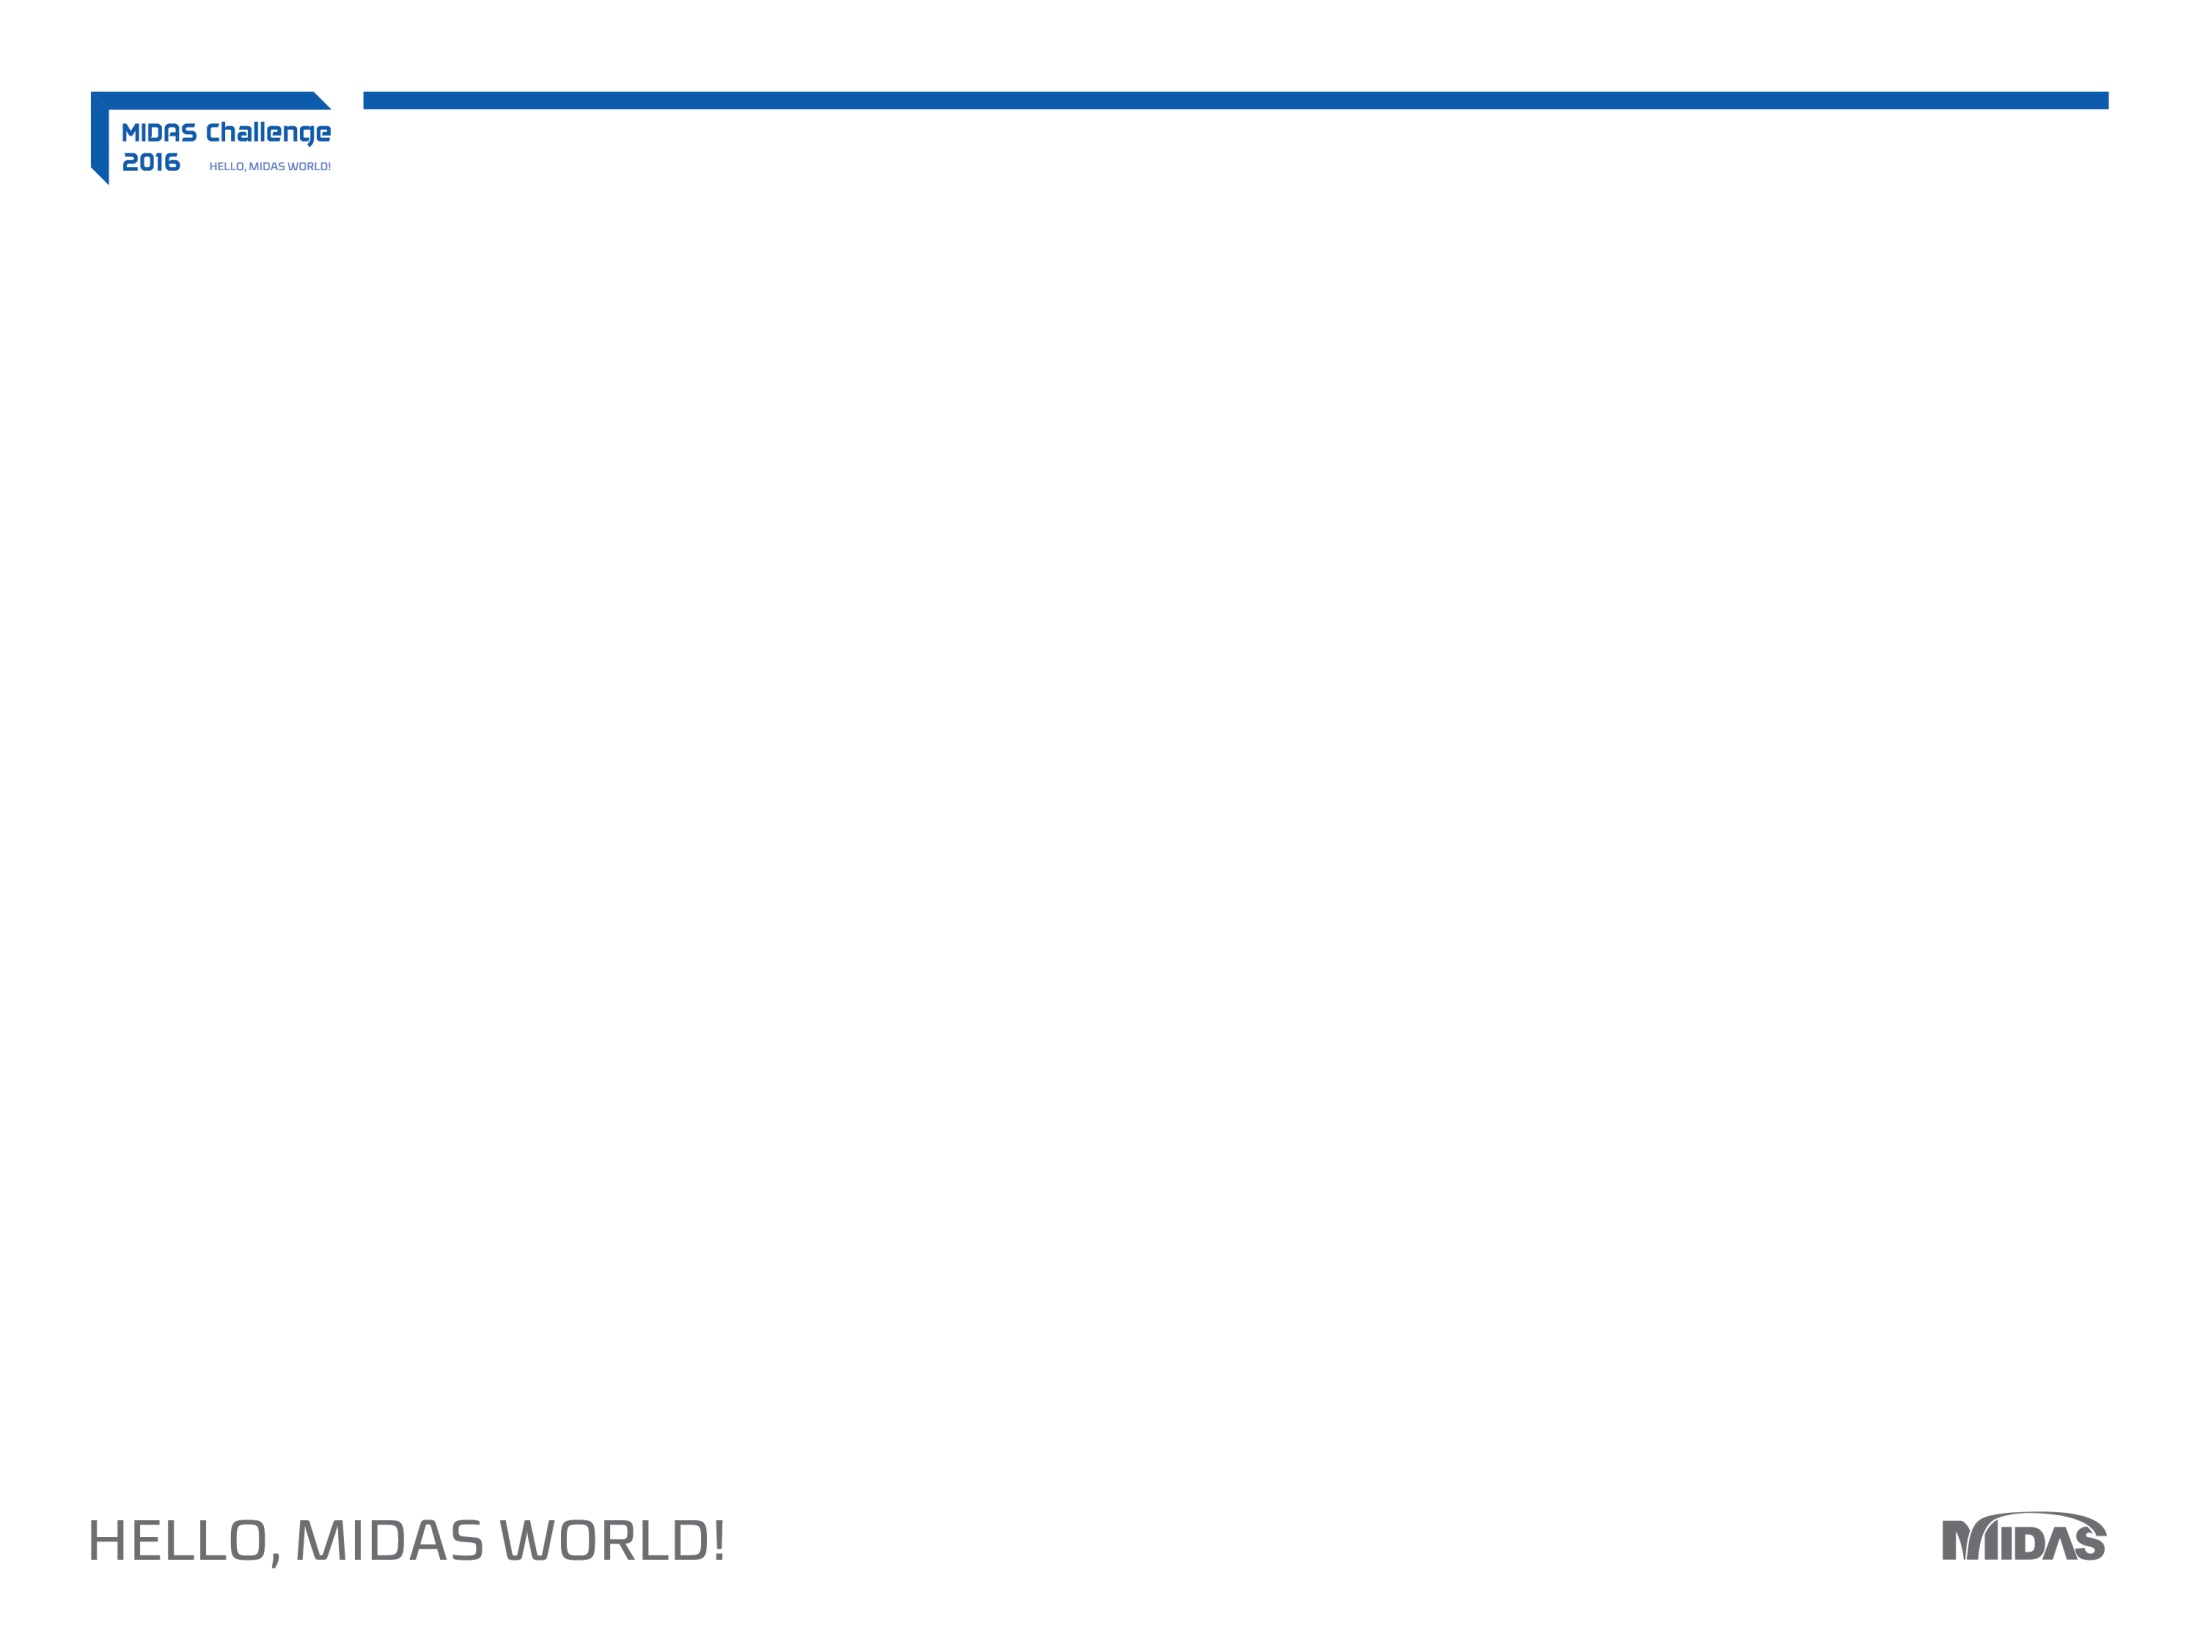 MIDAS Challenge
2016 HELLO, MIDAS WORLD!
HELLO, MIDAS WORLD!
MIDAS